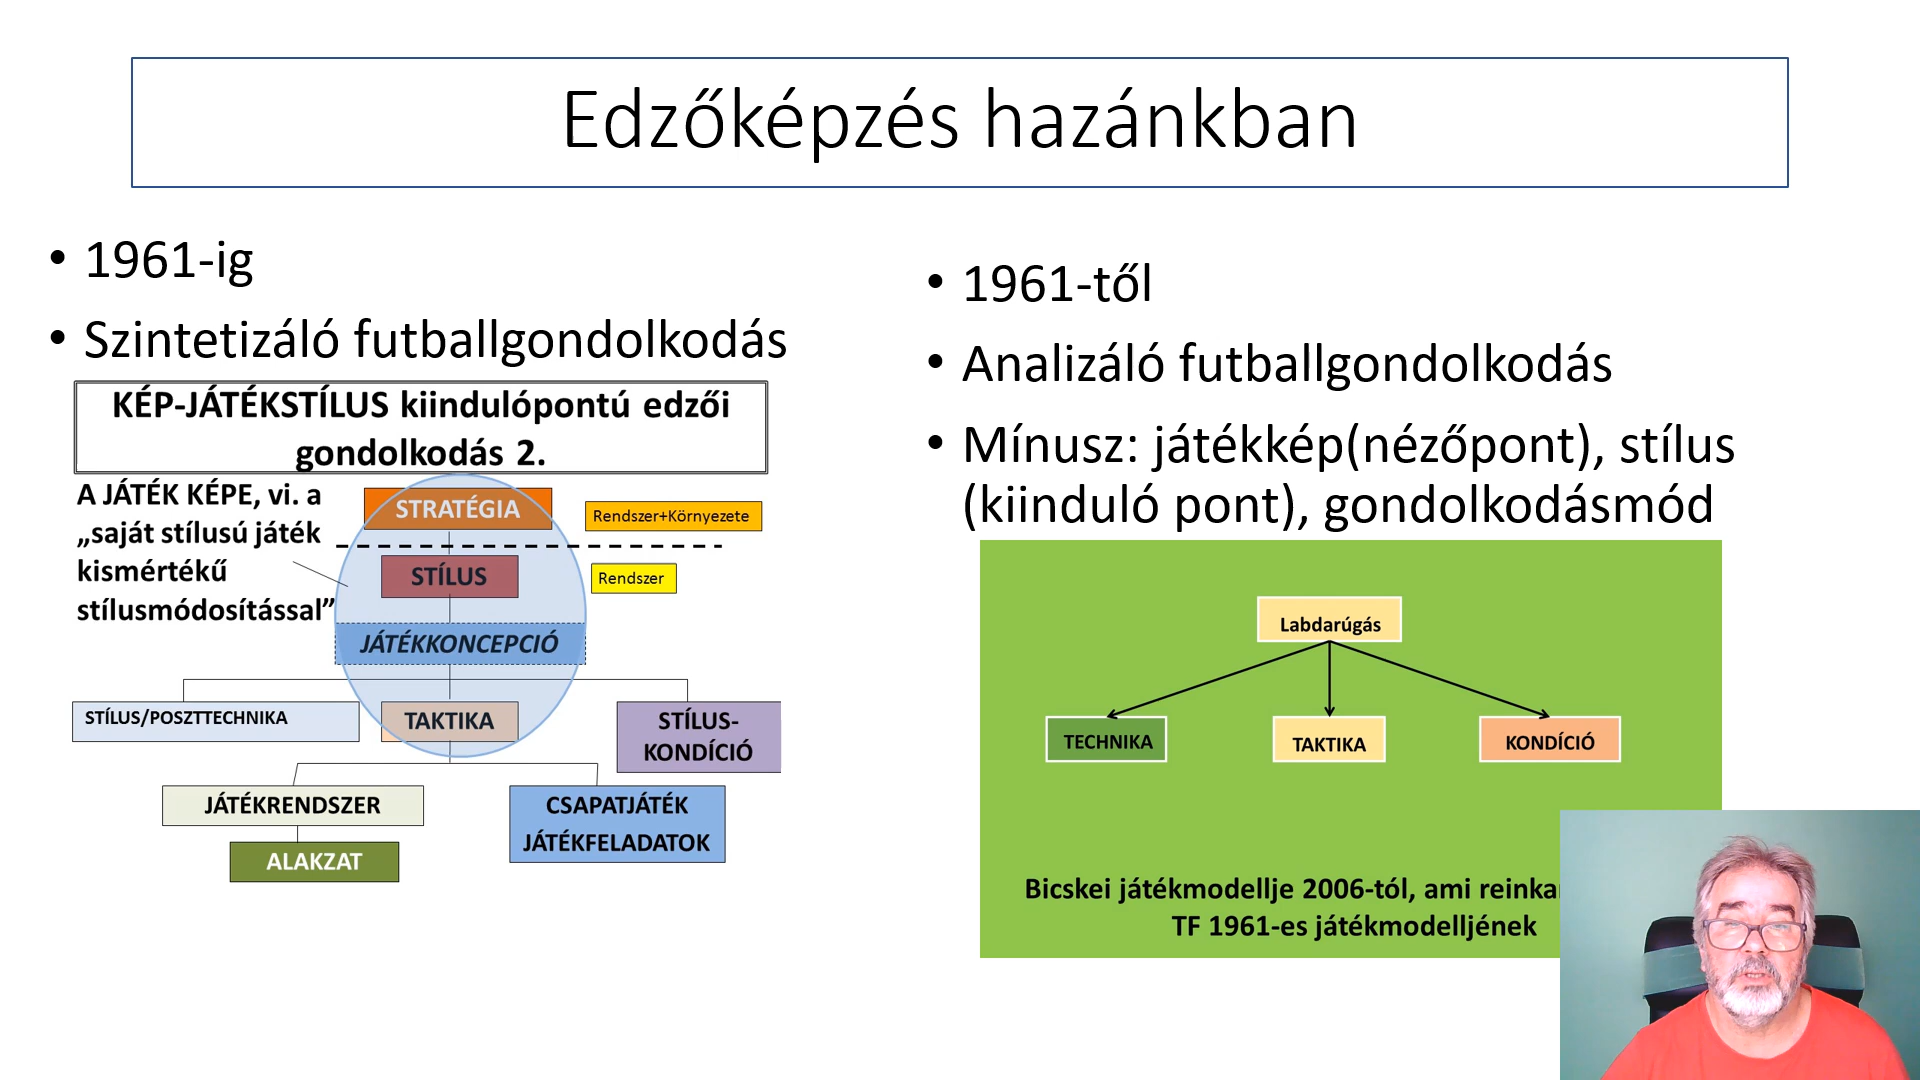 Edzőképzés hazánkban
• 1961-ig
• Szintetizáló futballgondolkodás
KÉP-JÁTÉKSTÍLUS kiindulópontú edzői
gondolkodás 2.
A JÁTÉK KÉPE, vi. a
„saját stílusú játék
kismértékű
stílusmódosítással”
STRATÉGIA
Rendszer+Környezete
STÍLUS
Rendszer
JÁTÉKKONCEPCIÓ
STÍLUS/POSZTTECHNIKA
TAKTIKA
STÍLUS-
KONDÍCIÓ
JÁTÉKRENDSZER
CSAPATJÁTÉK
JÁTÉKFELADATOK
ALAKZAT
• 1961-től
• Analizáló futballgondolkodás
• Mínusz: játékkép(nézőpont), stílus
(kiinduló pont), gondolkodásmód
Labdarúgás
TECHNIKA
TAKTIKA
KONDÍCIÓ
Bicskei játékmodellje 2006-tól, ami
TF 1961-es játékmodelljének